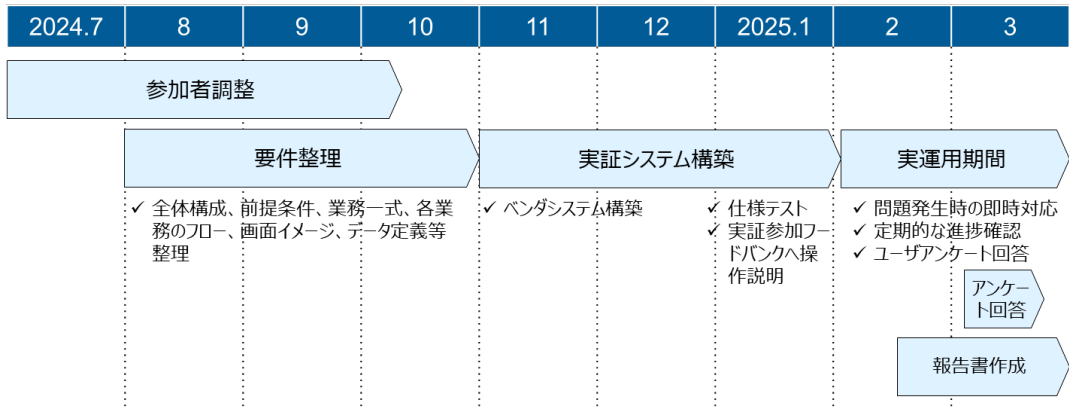 2024.7 8 9 10 11 12 2025.1 2 3
参加者調整
要件整理
実証システム構築
実運用期間
✓ 全体構成、前提条件、業務一式、各業
務のフロー、画面イメージ、データ定義等
整理
✓ ベンダシステム構築
✓ 仕様テスト
✓ 実証参加フー
ドバンクへ操
作説明
✓ 問題発生時の即時対応
✓ 定期的な進捗確認
✓ ユーザアンケート回答
アンケー
ト回答
報告書作成